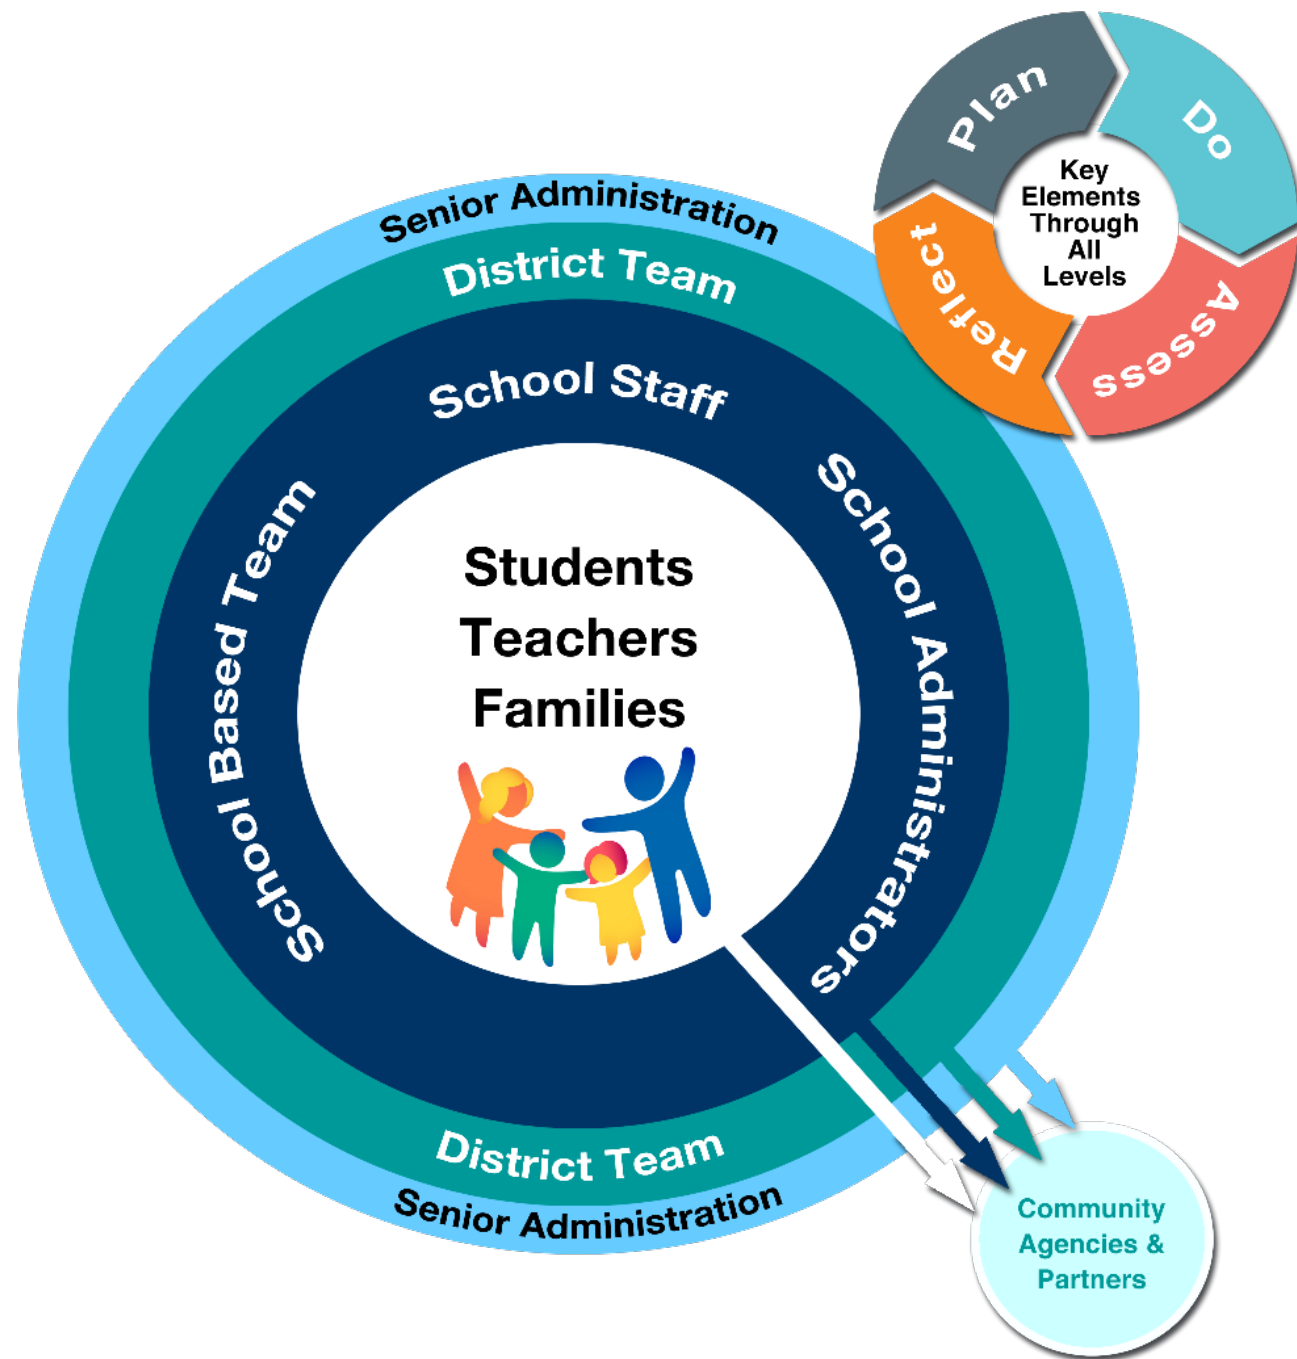 Plan
Do
Assess
Reflect
Key
Elements
Through
All
Levels
Senior Administration
District Team
School Staff
School Based Team
School Administrators
Students
Teachers
Families
District Team
Senior Administration
Community
Agencies &
Partners